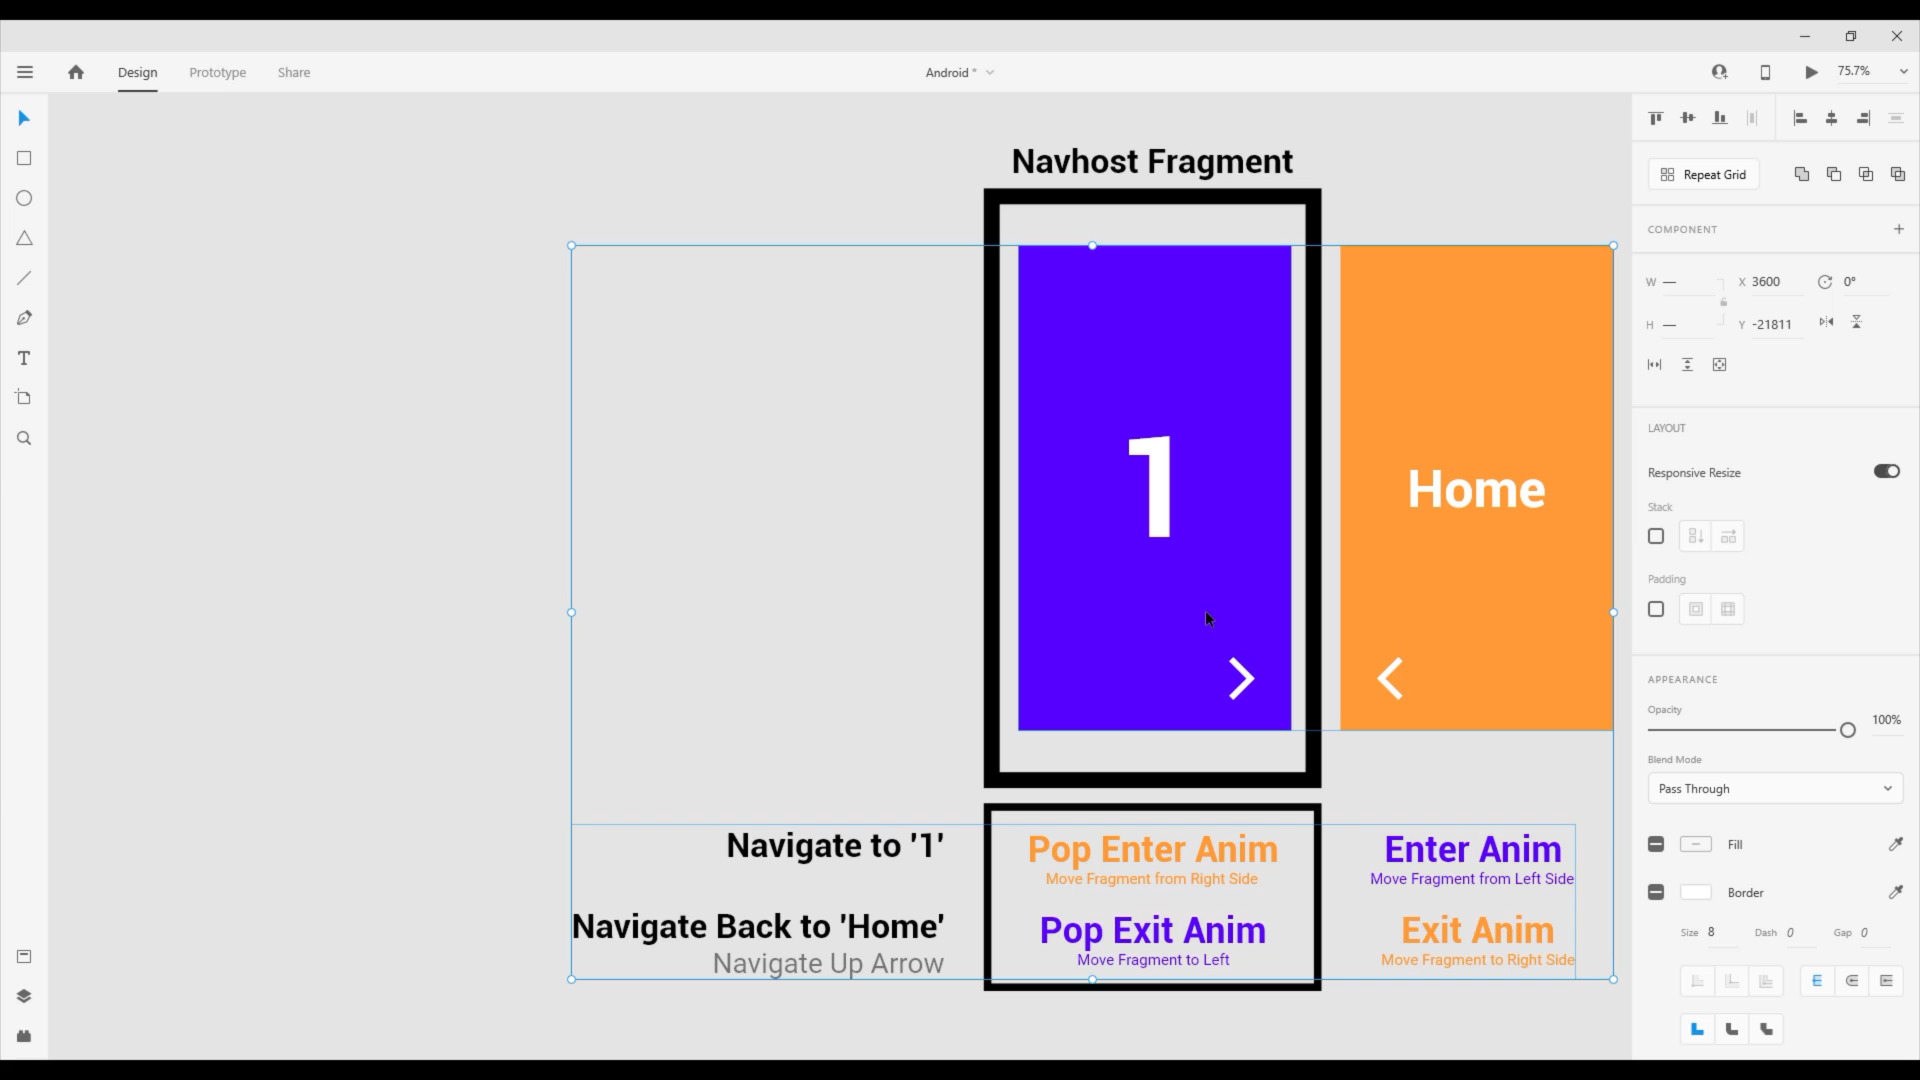 Design
Prototype
Share
Android *
75.7%
Navhost Fragment
1
Home
Navigate to '1'
Navigate Back to 'Home'
Navigate Up Arrow
Pop Enter Anim
Move Fragment from Right Side
Pop Exit Anim
Move Fragment to Left
Enter Anim
Move Fragment from Left Side
Exit Anim
Move Fragment to Right Side
Repeat Grid
COMPONENT
W — X 3600 0°
H — Y -21811
LAYOUT
Responsive Resize
Stack
Padding
APPEARANCE
Opacity
100%
Blend Mode
Pass Through
Fill
Border
Size 8 Dash 0 Gap 0